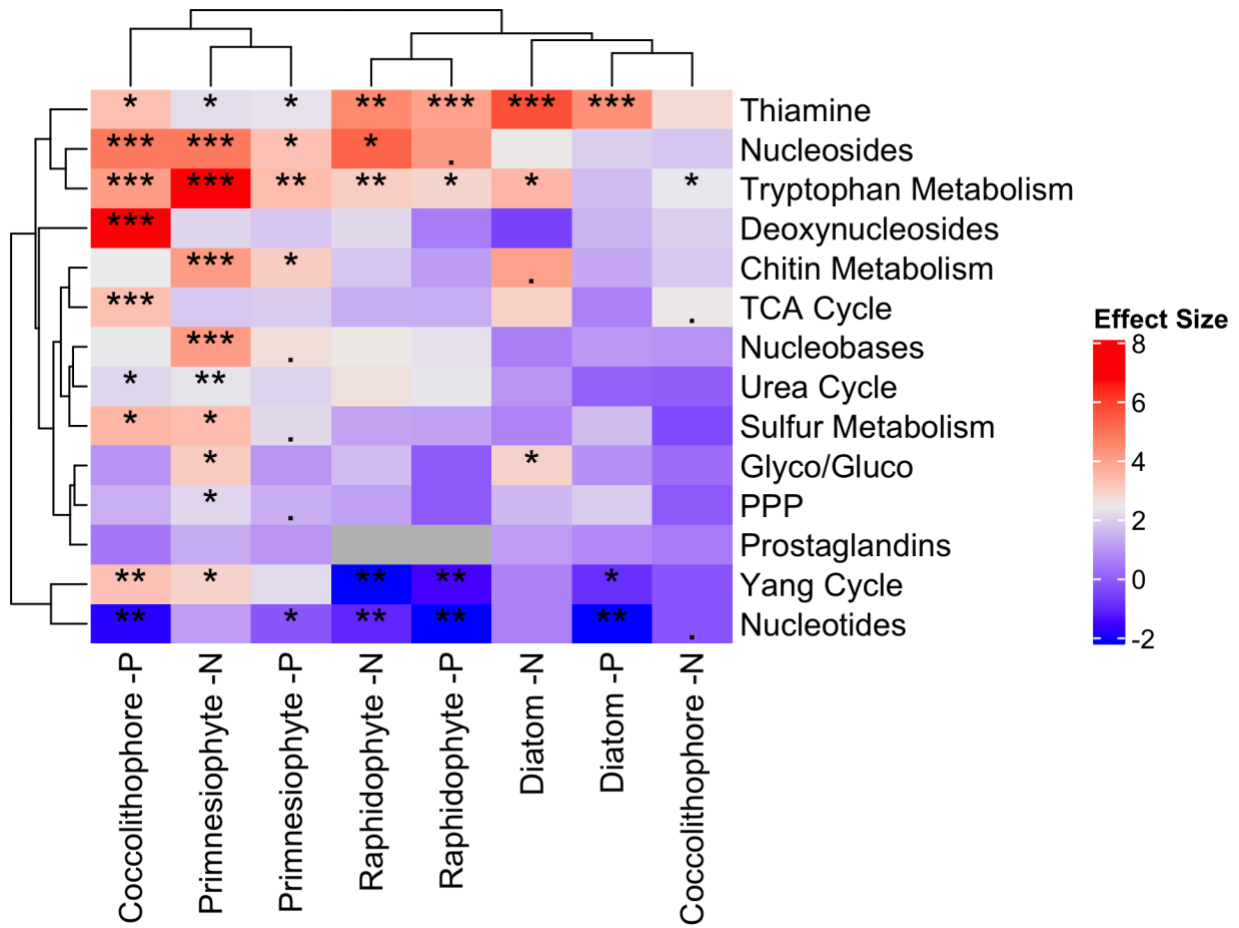 * * * ** *** *** *** Thiamine
*** *** * * . Nucleosides
*** *** ** ** * * * Tryptophan Metabolism
*** Deoxynucleosides
*** * . Chitin Metabolism
*** . TCA Cycle
*** . Nucleobases
* ** Urea Cycle
* * . Sulfur Metabolism
* * Glyco/Gluco
* . PPP
Prostaglandins
** * ** ** * Yang Cycle
** * ** ** ** . Nucleotides
Coccolithophore -P
Primnesiophyte -N
Primnesiophyte -P
Raphidophyte -N
Raphidophyte -P
Diatom -N
Diatom -P
Coccolithophore -N
Effect Size
8
6
4
2
0
-2